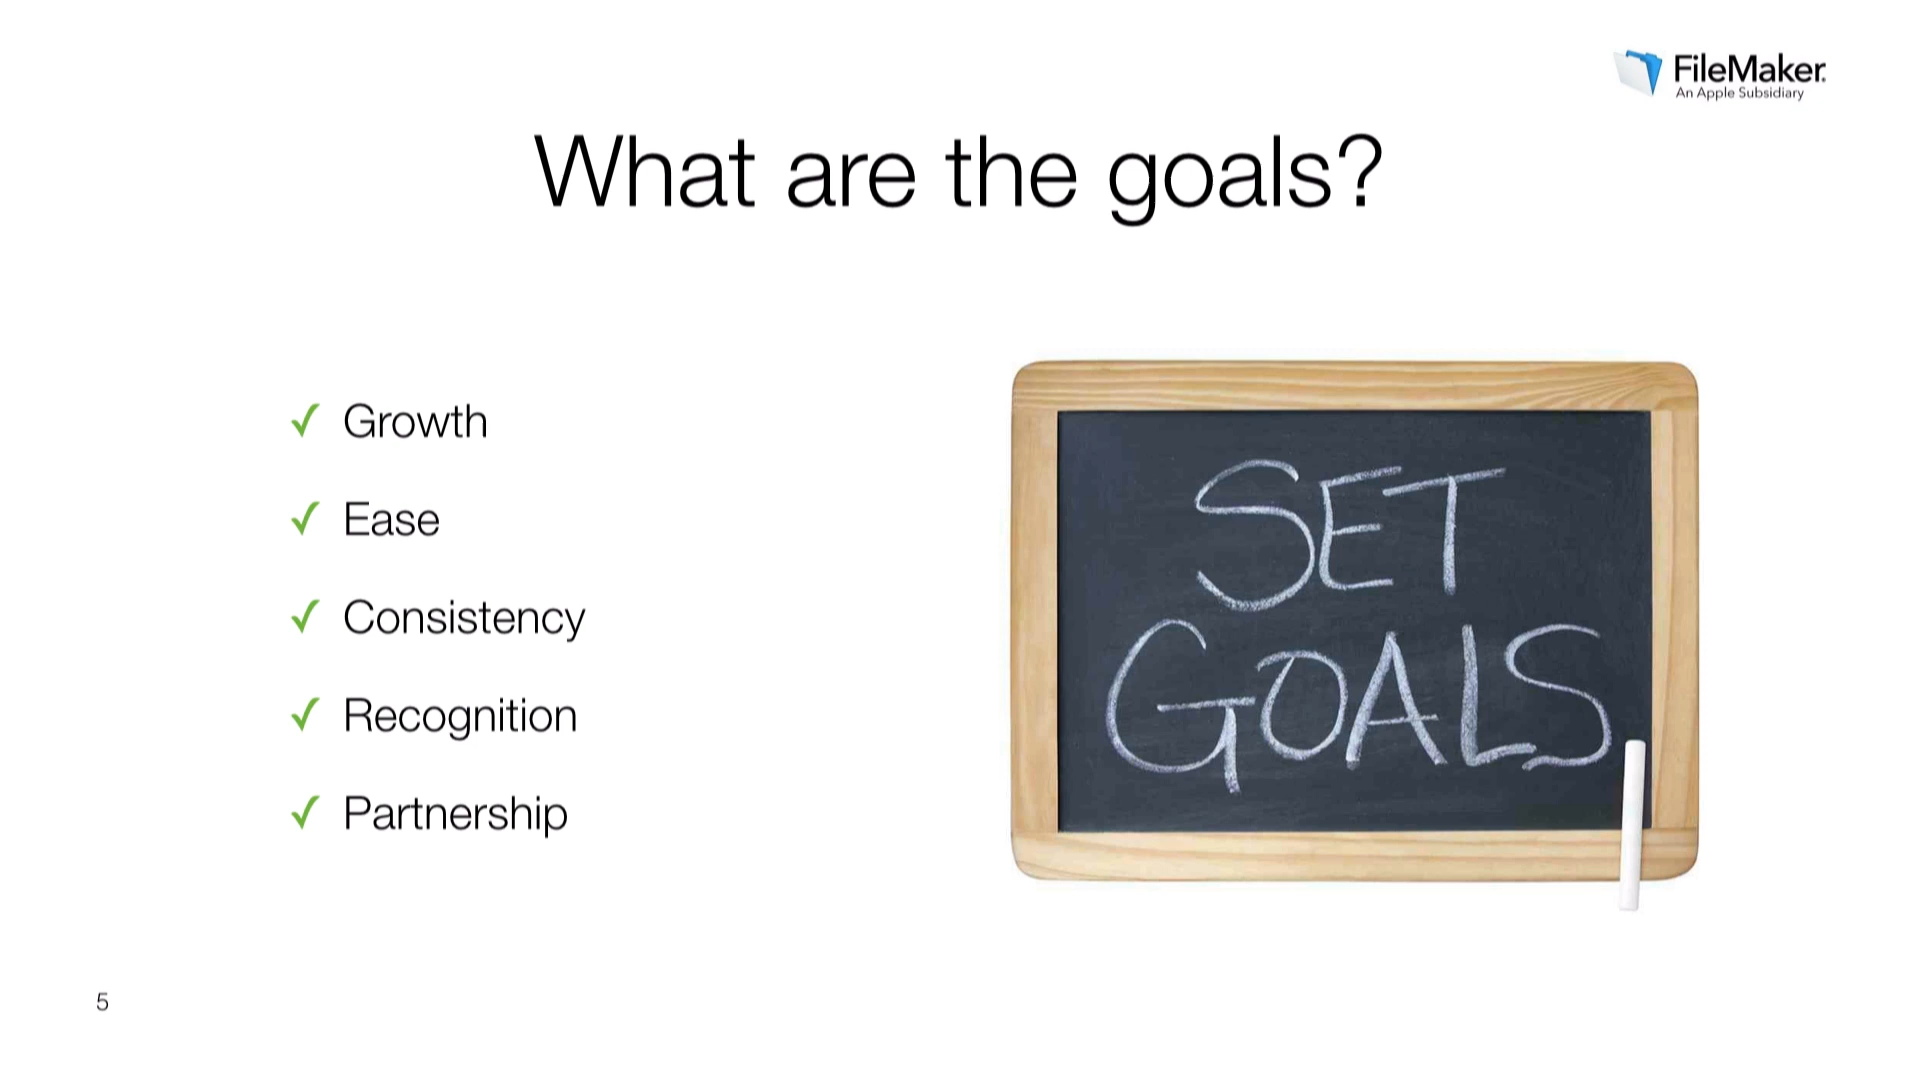 FileMaker.
An Apple Subsidiary
What are the goals?
✓ Growth
✓ Ease
✓ Consistency
✓ Recognition
✓ Partnership
SET
GOALS
5